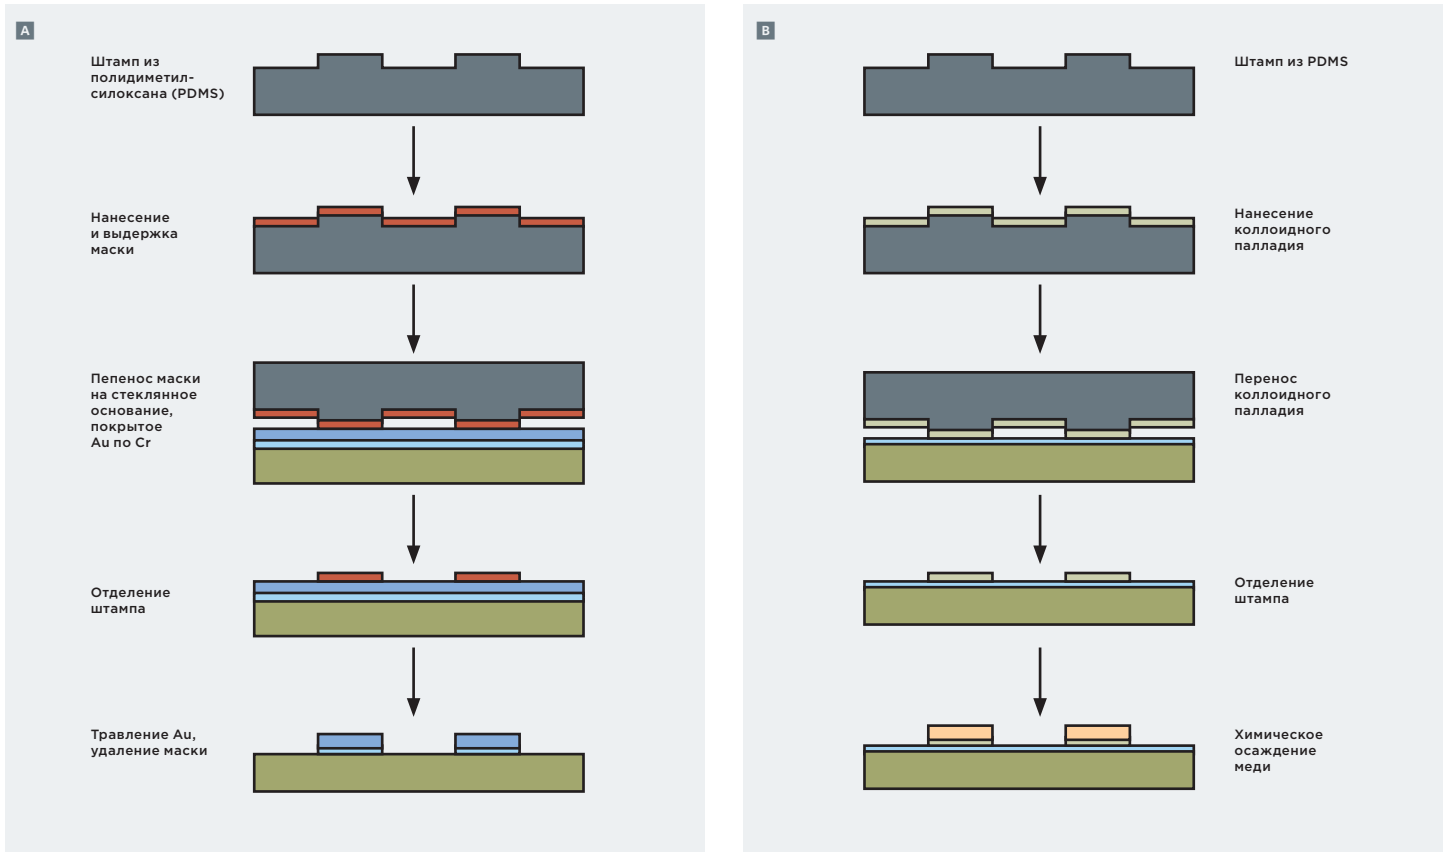 A
Штамп из
полидиметил-
силоксана (PDMS)
Нанесение
и выдержка
маски
Пепенос маски
на стеклянное
основание,
покрытое
Au по Cr
Отделение
штампа
Травление Au,
удаление маски
B
Штамп из PDMS
Нанесение
коллоидного
палладия
Перенос
коллоидного
палладия
Отделение
штампа
Химическое
осаждение
меди